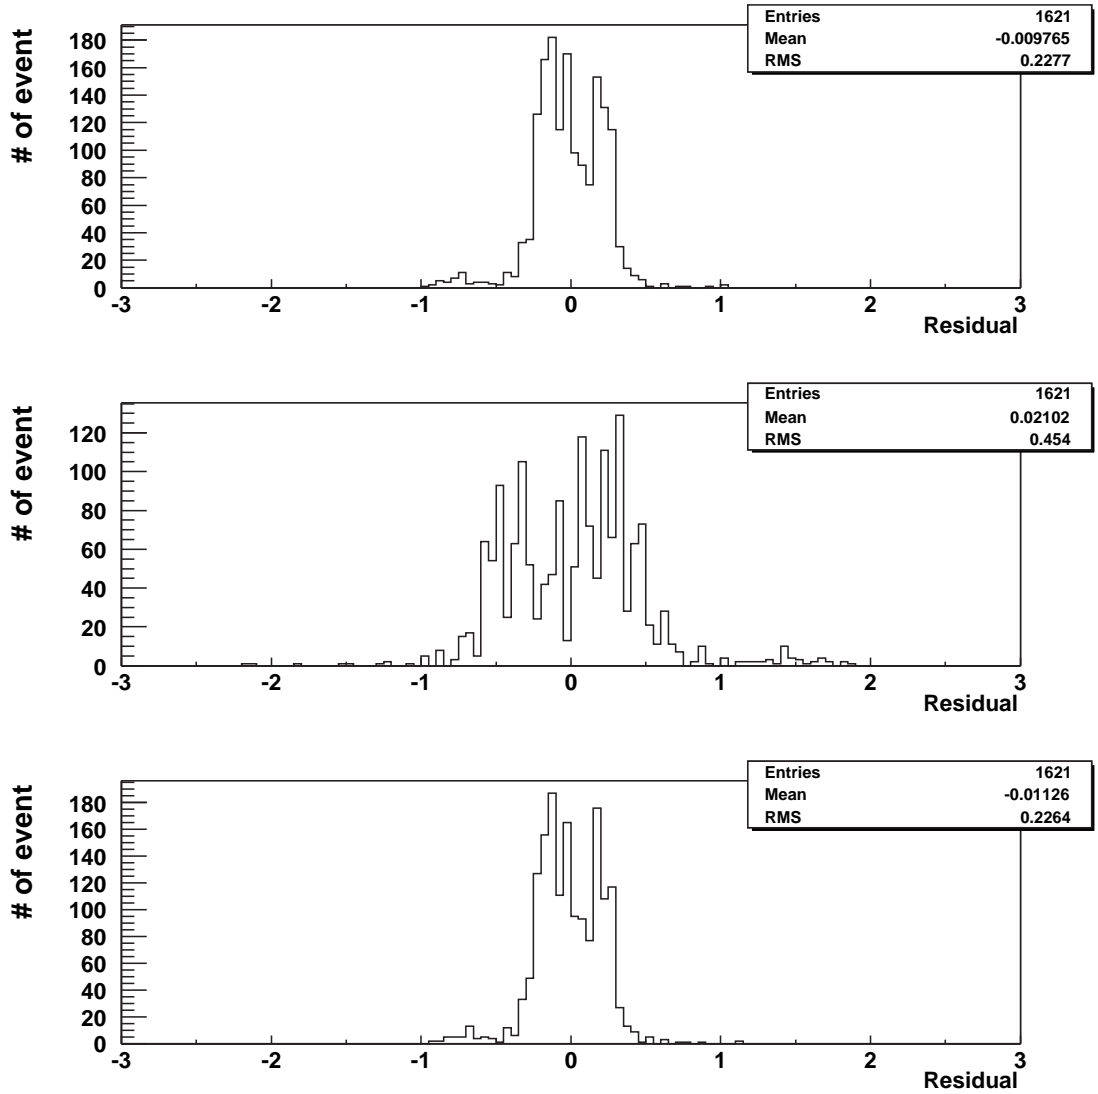 Entries 1621
Mean -0.009765
RMS 0.2277
# of event
180
160
140
120
100
80
60
40
20
0
-3 -2 -1 0 1 2 3
Residual
Entries 1621
Mean 0.02102
RMS 0.454
# of event
120
100
80
60
40
20
0
-3 -2 -1 0 1 2 3
Residual
Entries 1621
Mean -0.01126
RMS 0.2264
# of event
180
160
140
120
100
80
60
40
20
0
-3 -2 -1 0 1 2 3
Residual